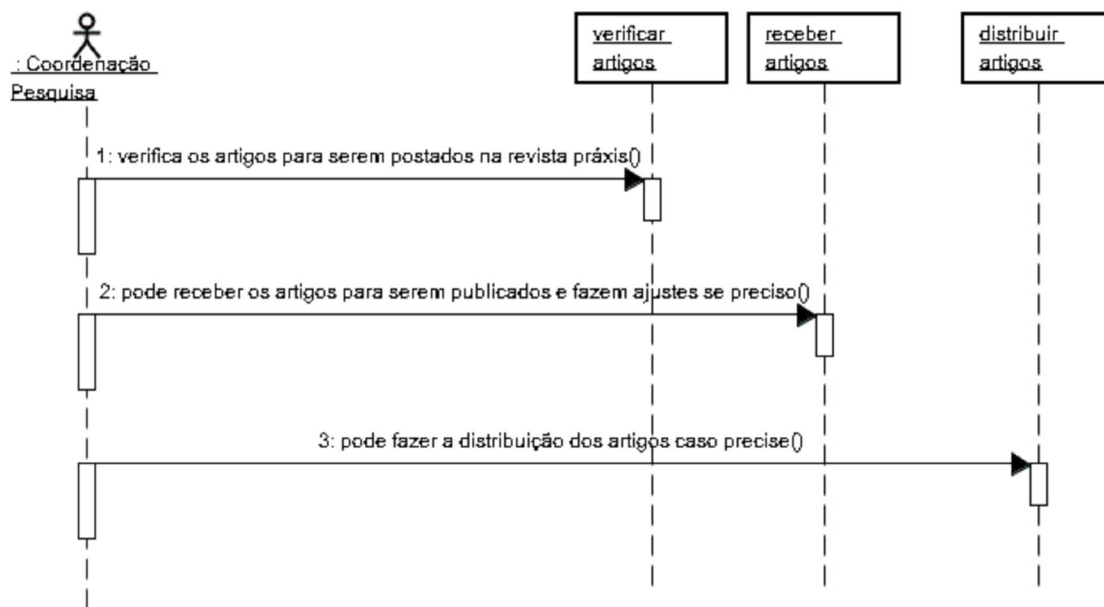 : Coordenação
Pesquisa
verificar
artigos
receber
artigos
distribuir
artigos
1: verifica os artigos para serem postados na revista práxis()
2: pode receber os artigos para serem publicados e fazem ajustes se preciso()
3: pode fazer a distribuição dos artigos caso precise()